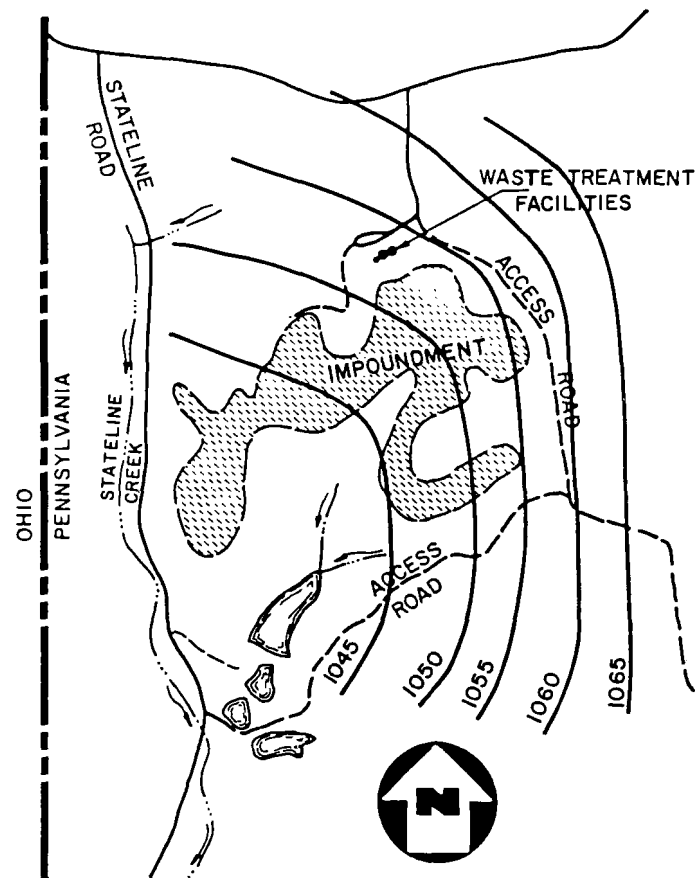 STATELINE
ROAD
WASTE TREATMENT
FACILITIES
ACCESS
ROAD
IMPOUNDMENT
OHIO
PENNSYLVANIA
STATELINE
CREEK
ACCESS
ROAD
1045
1050
1055
1060
1065
N